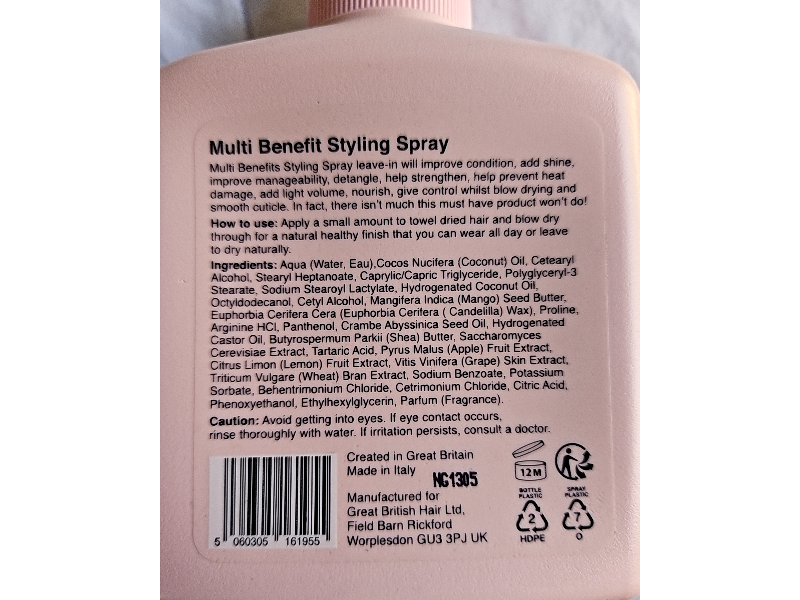 Multi Benefit Styling Spray
Multi Benefits Styling Spray leave-in will improve condition, add shine,
improve manageability, detangle, help strengthen, help prevent heat
damage, add light volume, nourish, give control whilst blow drying and
smooth cuticle. In fact, there isn't much this must have product won't do!
How to use: Apply a small amount to towel dried hair and blow dry
through for a natural healthy finish that you can wear all day or leave
to dry naturally.
Ingredients: Aqua (Water, Eau),Cocos Nucifera (Coconut) Oil, Cetearyl
Alcohol, Stearyl Heptanoate, Caprylic/Capric Triglyceride, Polyglyceryl-3
Stearate, Sodium Stearoyl Lactylate, Hydrogenated Coconut Oil,
Octyldodecanol, Cetyl Alcohol, Mangifera Indica (Mango) Seed Butter,
Euphorbia Cerifera Cera (Euphorbia Cerifera ( Candelilla) Wax), Proline,
Arginine HCI, Panthenol, Crambe Abyssinica Seed Oil, Hydrogenated
Castor Oil, Butyrospermum Parkii (Shea) Butter, Saccharomyces
Cerevisiae Extract, Tartaric Acid, Pyrus Malus (Apple) Fruit Extract,
Citrus Limon (Lemon) Fruit Extract, Vitis Vinifera (Grape) Skin Extract,
Triticum Vulgare (Wheat) Bran Extract, Sodium Benzoate, Potassium
Sorbate, Behentrimonium Chloride, Cetrimonium Chloride, Citric Acid,
Phenoxyethanol, Ethylhexylglycerin, Parfum (Fragrance).
Caution: Avoid getting into eyes. If eye contact occurs,
rinse thoroughly with water. If irritation persists, consult a doctor.
Created in Great Britain
Made in Italy
NG1305
Manufactured for
Great British Hair Ltd,
Field Barn Rickford
Worplesdon GU3 3PJ UK
5 060305 161955
12M
BOTTLE
PLASTIC
2
HDPE
SPRAY
PLASTIC
7
O